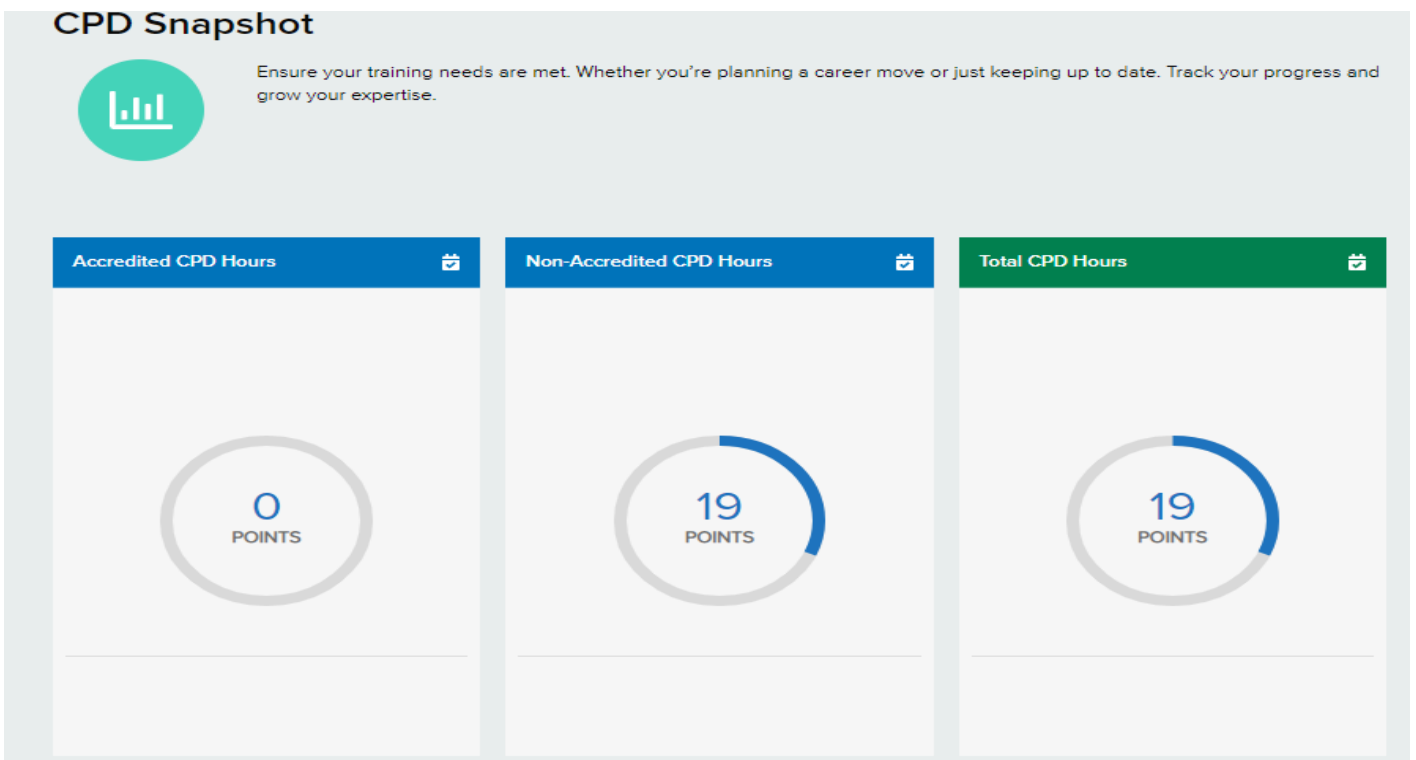 CPD Snapshot
Ensure your training needs are met. Whether you’re planning a career move or just keeping up to date. Track your progress and
grow your expertise.
Accredited CPD Hours
0
POINTS
Non-Accredited CPD Hours
19
POINTS
Total CPD Hours
19
POINTS